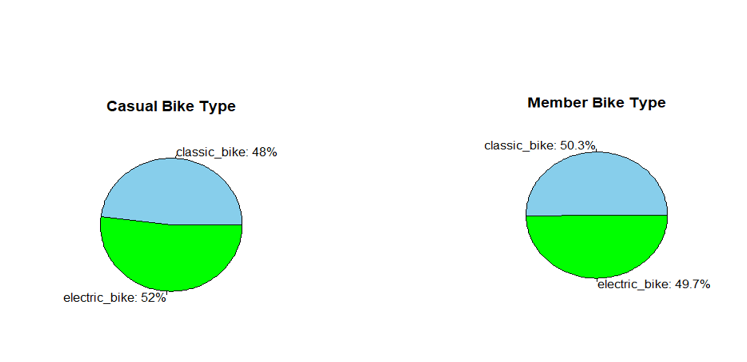 Casual Bike Type
classic_bike: 48%
electric_bike: 52%
Member Bike Type
classic_bike: 50.3%
electric_bike: 49.7%